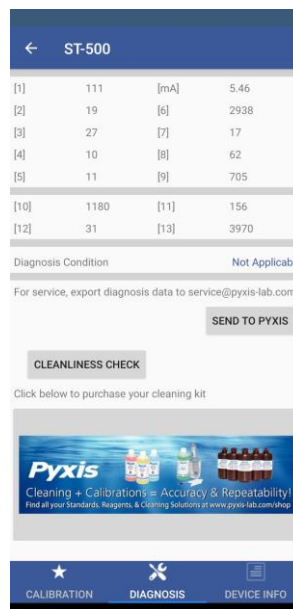 ST-500
[1] 111 [mA] 5.46
[2] 19 [6] 2938
[3] 27 [7] 17
[4] 10 [8] 62
[5] 11 [9] 705
[10] 1180 [11] 156
[12] 31 [13] 3970
Diagnosis Condition Not Applicab
For service, export diagnosis data to service@pyxis-lab.com
SEND TO PYXIS
CLEANLINESS CHECK
Click below to purchase your cleaning kit
Pyxis
Cleaning + Calibrations = Accuracy & Repeatability!
Find all your Standards, Reagents, & Cleaning Solutions at www.pyxis-lab.com/shop
CALIBRATION DIAGNOSIS DEVICE INFO